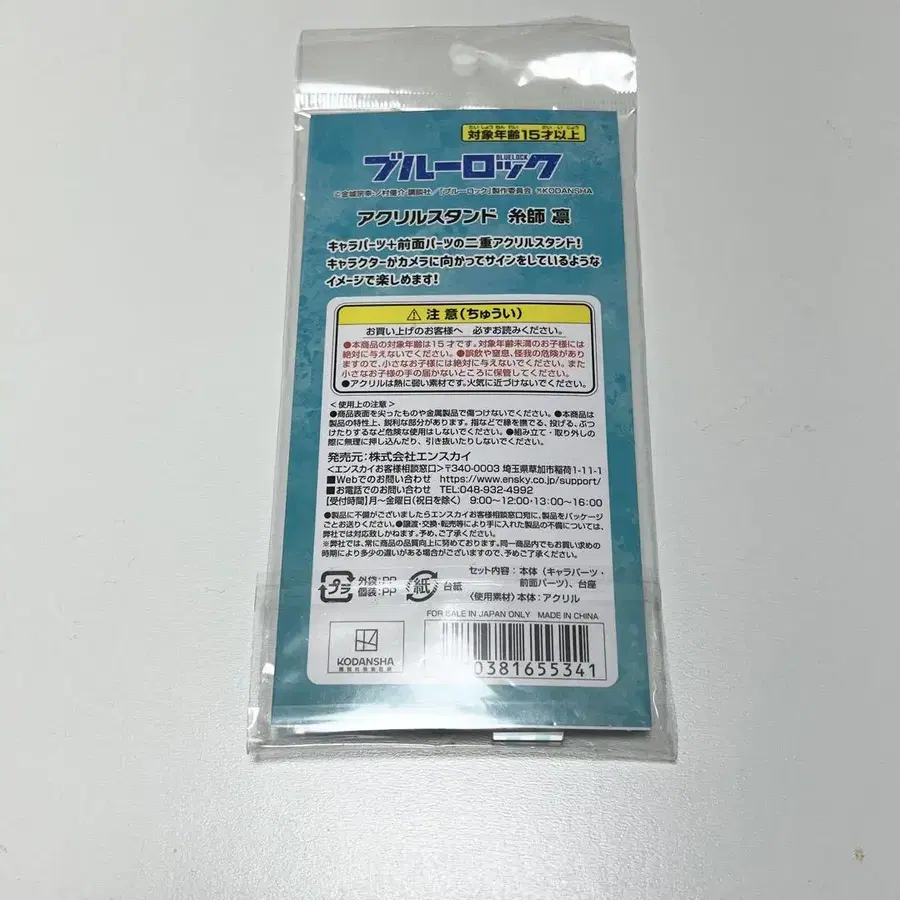 たいしょうねんれい さいいじょう
対象年齢15才以上
ブルーロック
BLUELOCK
©金城宗幸・ノ村優介・講談社/「ブルーロック」製作委員会 ®KODANSHA
アクリルスタンド 糸師 凛
キャラパーツ+前面パーツの二重アクリルスタンド!
キャラクターがカメラに向かってサインをしているような
イメージで楽しめます!
⚠ 注意(ちゅうい)
お買い上げのお客様へ 必ずお読みください。
●本商品の対象年齢は15才です。対象年齢未満のお子様には
絶対に与えないでください。●誤飲や窒息、怪我の危険があり
ますので、小さなお子様には絶対に与えないでください。また
小さなお子様の手の届かないところに保管してください。
●アクリルは熱に弱い素材です。火気に近づけないでください。
<使用上の注意>
●商品表面を尖ったものや金属製品で傷つけないでください。●本商品は
製品の特性上、鋭利な部分があります。指などで縁を撫でる、投げる、ぶつ
けたりするなど危険な使用はしないでください。●組み立て・取り外しの
際に無理に押し込んだり、引き抜いたりしないでください。
発売元:株式会社エンスカイ
<エンスカイお客様相談窓口>〒340-0003 埼玉県草加市稲荷1-11-1
■Webでのお問い合わせ https://www.ensky.co.jp/support/
■お電話でのお問い合わせ TEL:048-932-4992
【受付時間】月~金曜日(祝日を除く) 9:00~12:00・13:00~16:00
●製品に不備がございましたらエンスカイお客様相談窓口宛に、製品をパッケージ
ごとお送りください。●譲渡・交換・転売等により手に入れた製品の不備については、
弊社では対応致しかねます。予め、ご了承ください。
※弊社では、常に商品の品質向上に努めております。同一商品内でもお買い求めの
時期により多少の違いがある場合がございますので、予めご了承ください。
プラ 外袋:PP
個装:PP
紙 台紙
セット内容:本体(キャラパーツ・
前面パーツ)、台座
〈使用素材〉本体:アクリル
FOR SALE IN JAPAN ONLY MADE IN CHINA
KODANSHA
0381655341